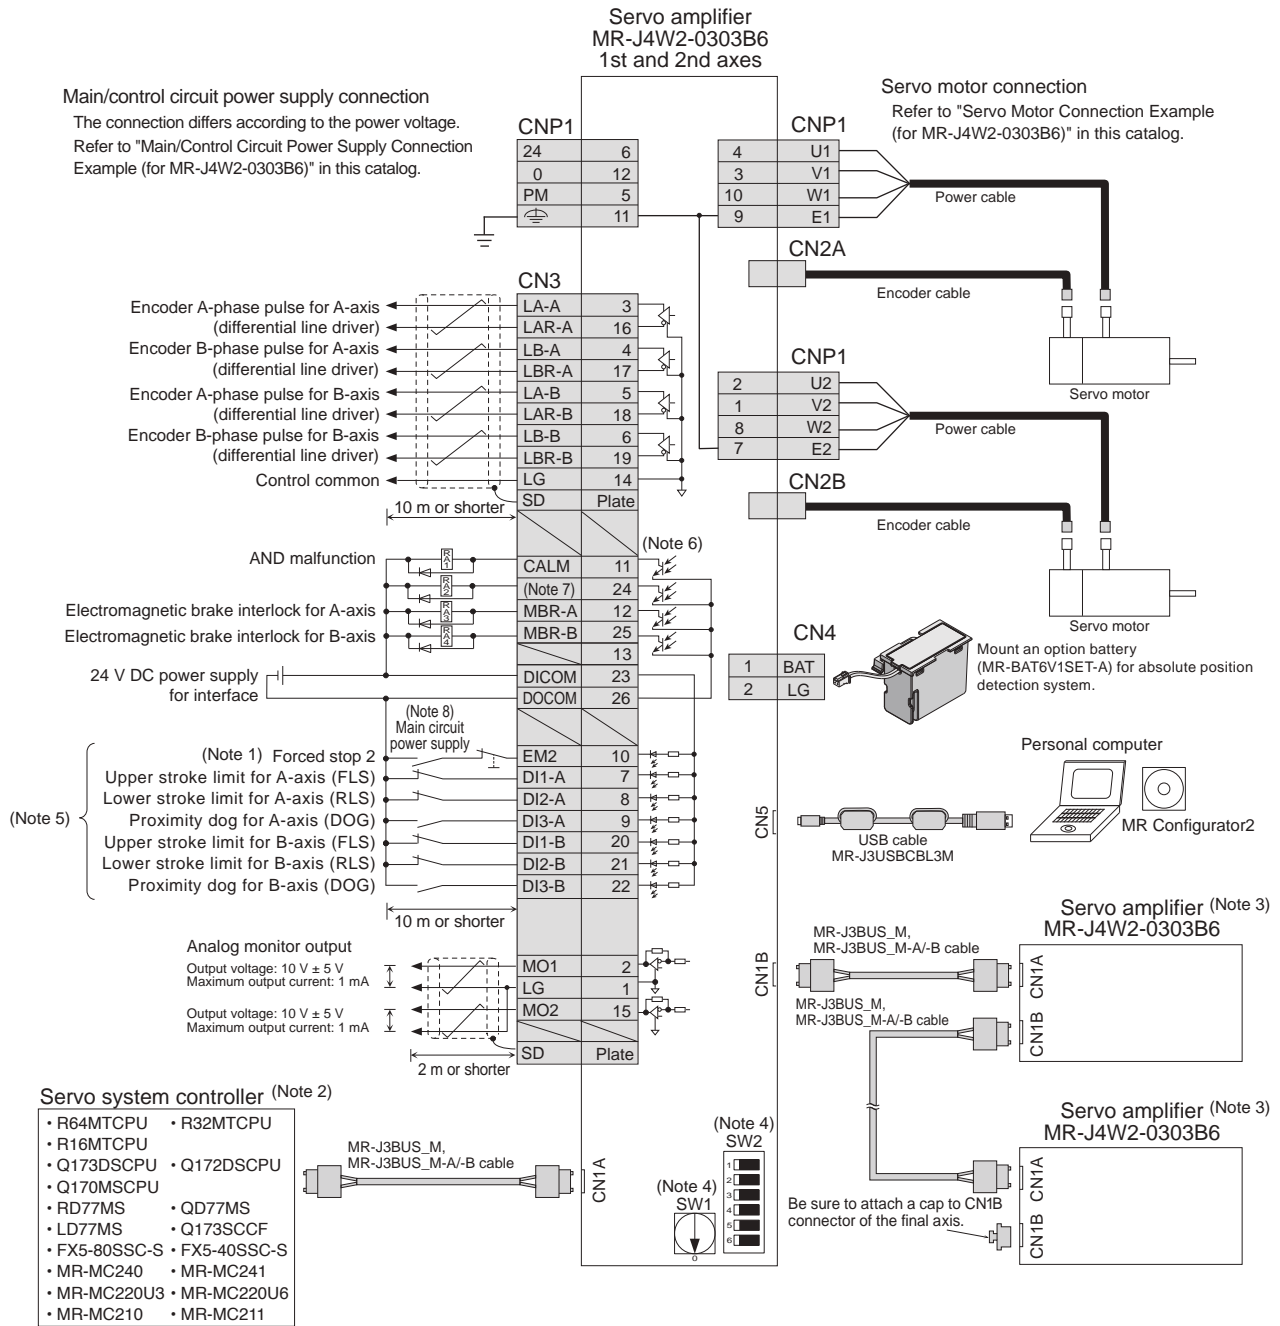 Servo amplifier
MR-J4W2-0303B6
1st and 2nd axes
Main/control circuit power supply connection
The connection differs according to the power voltage.
Refer to "Main/Control Circuit Power Supply Connection
Example (for MR-J4W2-0303B6)" in this catalog.
Servo motor connection
Refer to "Servo Motor Connection Example
(for MR-J4W2-0303B6)" in this catalog.
CNP1
24 6
0 12
PM 5
11
CNP1
4 U1
3 V1
10 W1
9 E1
Power cable
CN2A
Encoder cable
Servo motor
CN3
Encoder A-phase pulse for A-axis LA-A 3
(differential line driver) LAR-A 16
Encoder B-phase pulse for A-axis LB-A 4
(differential line driver) LBR-A 17
Encoder A-phase pulse for B-axis LA-B 5
(differential line driver) LAR-B 18
Encoder B-phase pulse for B-axis LB-B 6
(differential line driver) LBR-B 19
Control common LG 14
SD Plate
10 m or shorter
CNP1
2 U2
1 V2
8 W2
7 E2
Power cable
CN2B
Encoder cable
Servo motor
(Note 6)
AND malfunction RA1 CALM 11
RA2 (Note 7) 24
Electromagnetic brake interlock for A-axis RA3 MBR-A 12
Electromagnetic brake interlock for B-axis RA4 MBR-B 25
13
24 V DC power supply DICOM 23
for interface DOCOM 26
CN4
1 BAT
2 LG
Mount an option battery
(MR-BAT6V1SET-A) for absolute position
detection system.
(Note 8)
Main circuit
power supply
(Note 5)
(Note 1) Forced stop 2 EM2 10
Upper stroke limit for A-axis (FLS) DI1-A 7
Lower stroke limit for A-axis (RLS) DI2-A 8
Proximity dog for A-axis (DOG) DI3-A 9
Upper stroke limit for B-axis (FLS) DI1-B 20
Lower stroke limit for B-axis (RLS) DI2-B 21
Proximity dog for B-axis (DOG) DI3-B 22
10 m or shorter
Personal computer
CN5
USB cable
MR-J3USBCBL3M
MR Configurator2
Analog monitor output
Output voltage: 10 V ± 5 V
Maximum output current: 1 mA
Output voltage: 10 V ± 5 V
Maximum output current: 1 mA
MO1 2
LG 1
MO2 15
SD Plate
2 m or shorter
CN1B
MR-J3BUS_M,
MR-J3BUS_M-A/-B cable
MR-J3BUS_M,
MR-J3BUS_M-A/-B cable
Servo amplifier (Note 3)
MR-J4W2-0303B6
CN1A
CN1B
Servo amplifier (Note 3)
MR-J4W2-0303B6
CN1A
CN1B
Be sure to attach a cap to CN1B
connector of the final axis.
Servo system controller (Note 2)
• R64MTCPU • R32MTCPU
• R16MTCPU
• Q173DSCPU • Q172DSCPU
• Q170MSCPU
• RD77MS • QD77MS
• LD77MS • Q173SCCF
• FX5-80SSC-S • FX5-40SSC-S
• MR-MC240 • MR-MC241
• MR-MC220U3 • MR-MC220U6
• MR-MC210 • MR-MC211
MR-J3BUS_M,
MR-J3BUS_M-A/-B cable
CN1A
(Note 4)
SW1
0
(Note 4)
SW2
1
2
3
4
5
6